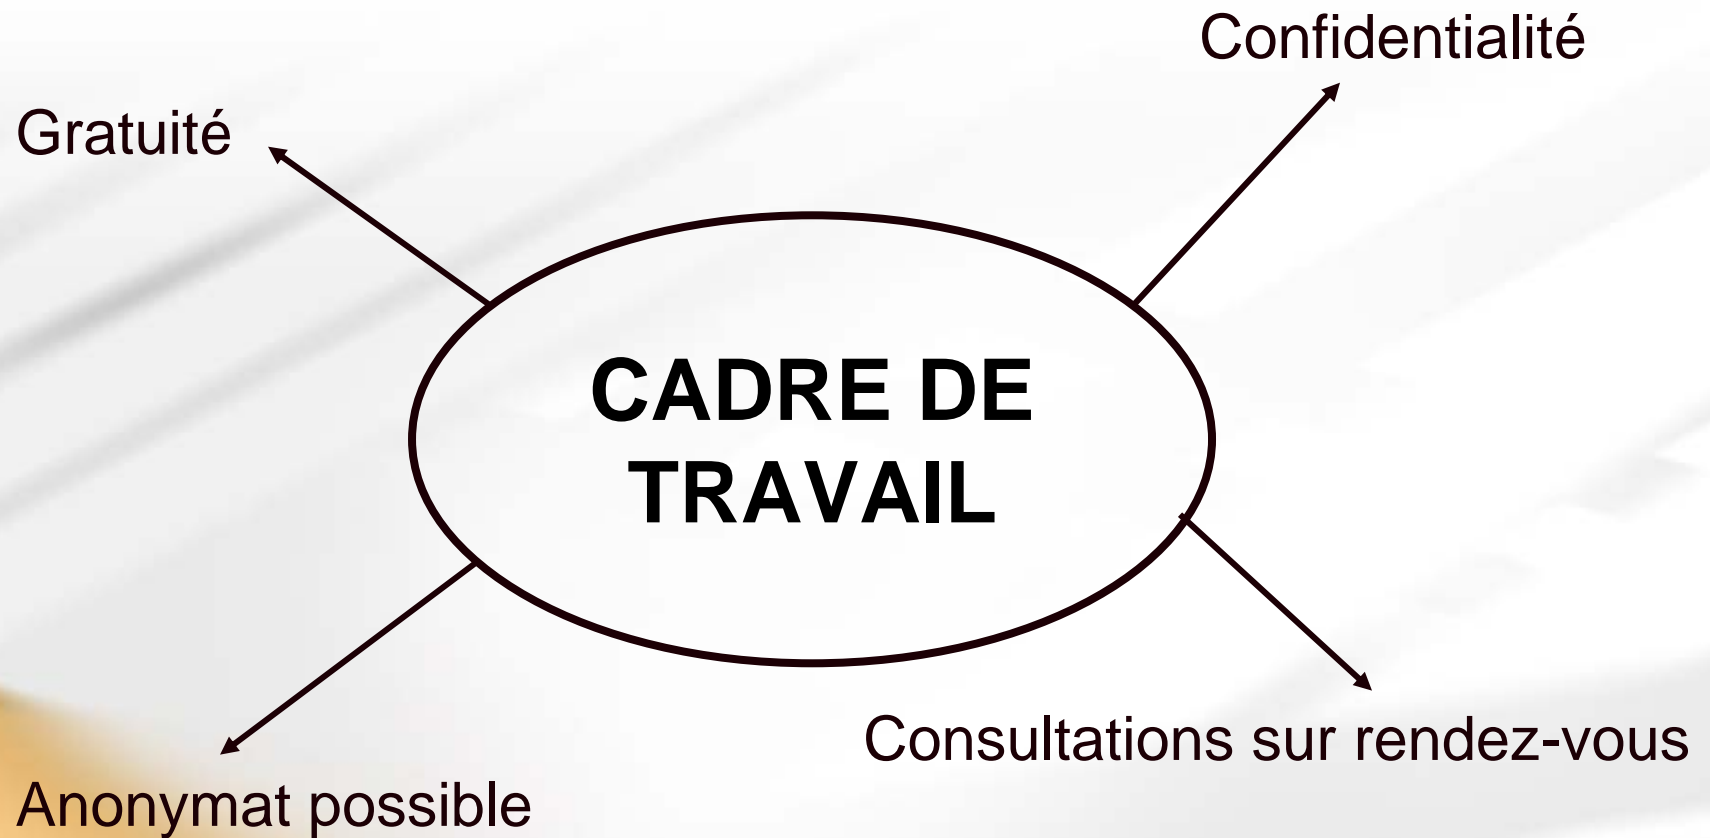 Confidentialité
Gratuité
CADRE DE
TRAVAIL
Consultations sur rendez-vous
Anonymat possible